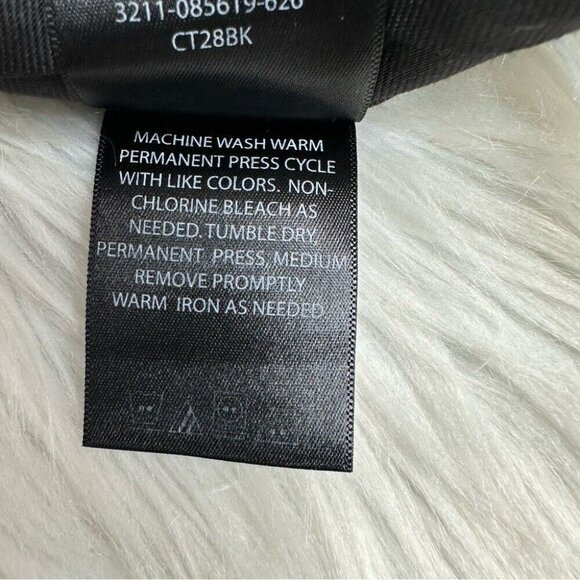 3211-085619-626
CT28BK
MACHINE WASH WARM
PERMANENT PRESS CYCLE
WITH LIKE COLORS. NON-
CHLORINE BLEACH AS
NEEDED. TUMBLE DRY
PERMANENT PRESS, MEDIUM
REMOVE PROMPTLY
WARM IRON AS NEEDED